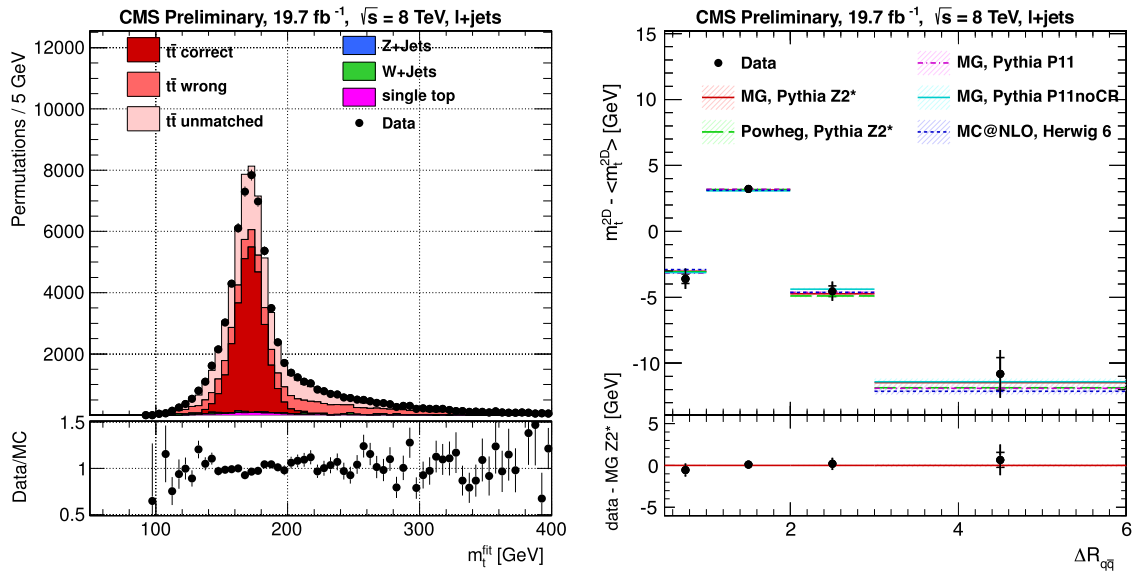 CMS Preliminary, 19.7 fb⁻¹, √s = 8 TeV, l+jets
Permutations / 5 GeV
12000
10000
8000
6000
4000
2000
tt̄ correct
tt̄ wrong
tt̄ unmatched
Z+Jets
W+Jets
single top
Data
Data/MC
1.5
1
0.5
100
200
300
400
m_t^fit [GeV]
CMS Preliminary, 19.7 fb⁻¹, √s = 8 TeV, l+jets
m_t^2D - <m_t^2D> [GeV]
15
10
5
0
-5
-10
Data
MG, Pythia Z2*
Powheg, Pythia Z2*
MG, Pythia P11
MG, Pythia P11noCR
MC@NLO, Herwig 6
data - MG Z2* [GeV]
5
0
-5
2
4
6
ΔR_qq̄